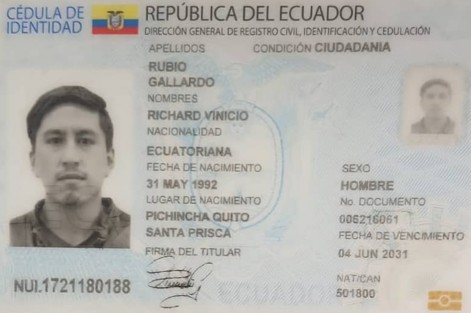 CÉDULA DE
IDENTIDAD
REPÚBLICA DEL ECUADOR
DIRECCIÓN GENERAL DE REGISTRO CIVIL, IDENTIFICACIÓN Y CEDULACIÓN
APELLIDOS CONDICIÓN CIUDADANIA
RUBIO
GALLARDO
NOMBRES
RICHARD VINICIO
NACIONALIDAD
ECUATORIANA
FECHA DE NACIMIENTO
31 MAY 1992
LUGAR DE NACIMIENTO
PICHINCHA QUITO
SANTA PRISCA
FIRMA DEL TITULAR
SEXO
HOMBRE
No. DOCUMENTO
006216061
FECHA DE VENCIMIENTO
04 JUN 2031
NAT/CAN
501800
NUI.1721180188
ECUADOR